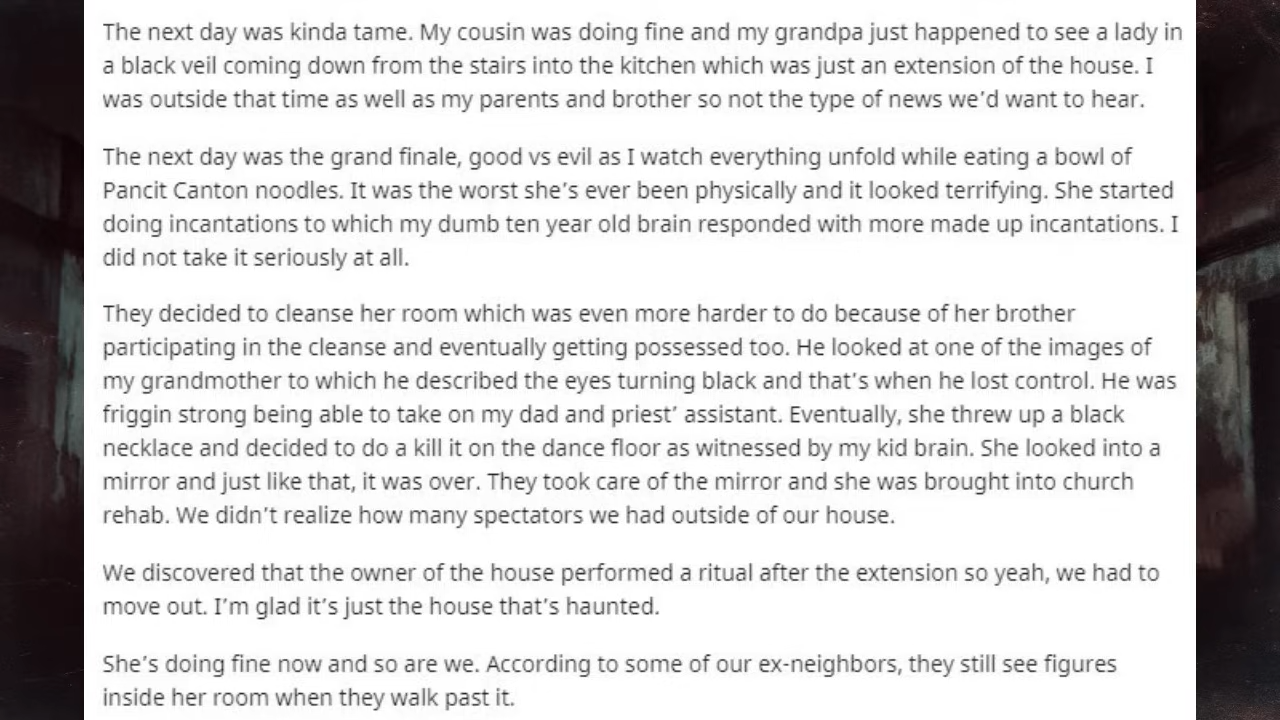 The next day was kinda tame. My cousin was doing fine and my grandpa just happened to see a lady in
a black veil coming down from the stairs into the kitchen which was just an extension of the house. I
was outside that time as well as my parents and brother so not the type of news we'd want to hear.
The next day was the grand finale, good vs evil as I watch everything unfold while eating a bowl of
Pancit Canton noodles. It was the worst she's ever been physically and it looked terrifying. She started
doing incantations to which my dumb ten year old brain responded with more made up incantations. I
did not take it seriously at all.
They decided to cleanse her room which was even more harder to do because of her brother
participating in the cleanse and eventually getting possessed too. He looked at one of the images of
my grandmother to which he described the eyes turning black and that's when he lost control. He was
friggin strong being able to take on my dad and priest' assistant. Eventually, she threw up a black
necklace and decided to do a kill it on the dance floor as witnessed by my kid brain. She looked into a
mirror and just like that, it was over. They took care of the mirror and she was brought into church
rehab. We didn't realize how many spectators we had outside of our house.
We discovered that the owner of the house performed a ritual after the extension so yeah, we had to
move out. I'm glad it's just the house that's haunted.
She's doing fine now and so are we. According to some of our ex-neighbors, they still see figures
inside her room when they walk past it.